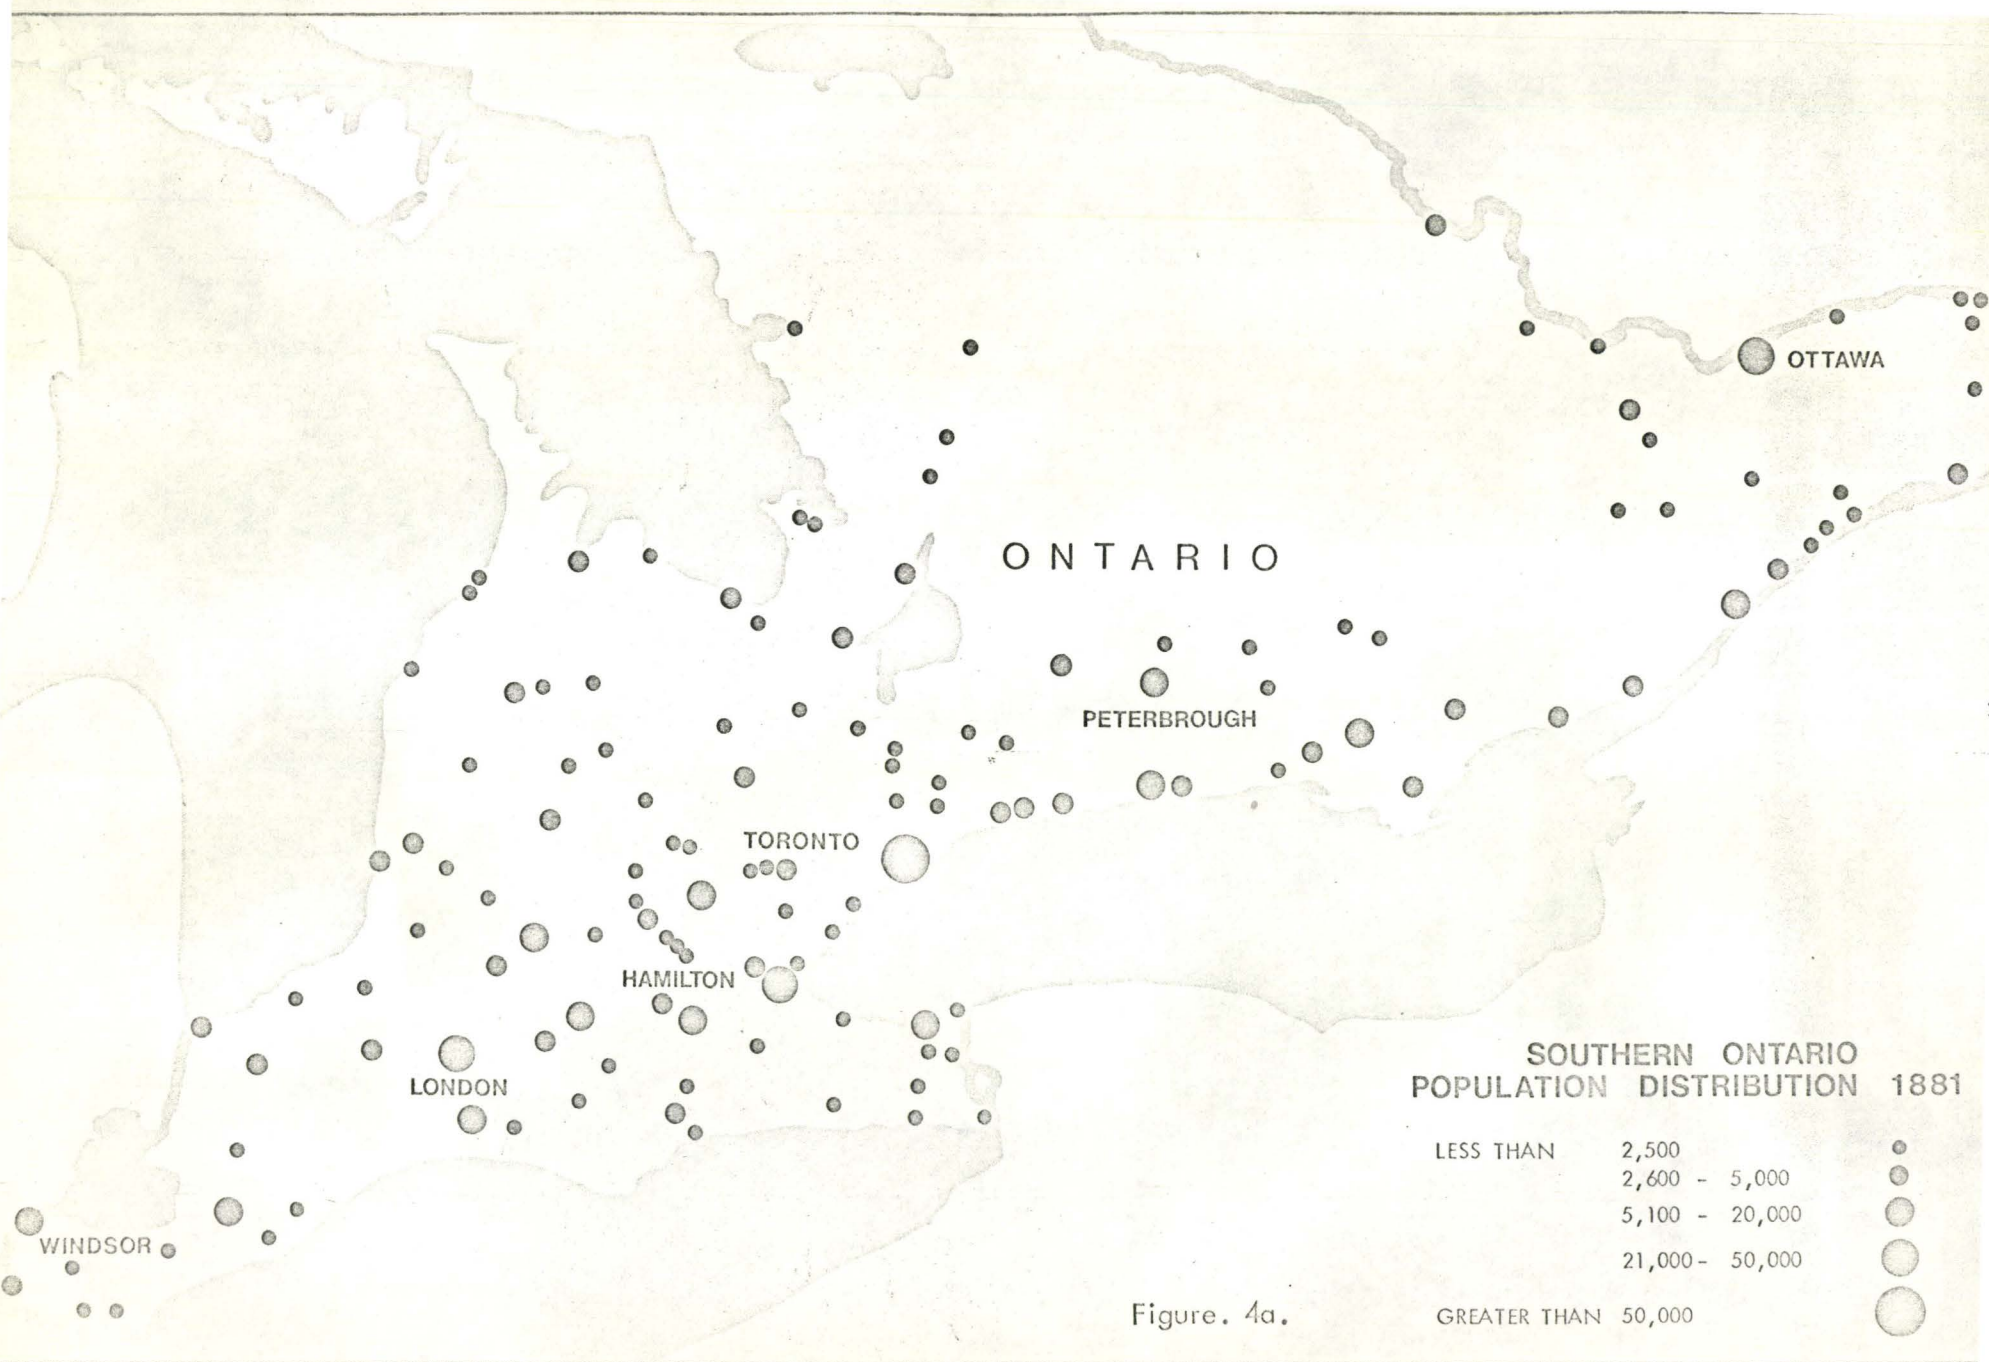 OTTAWA
ONTARIO
PETERBROUGH
TORONTO
HAMILTON
LONDON
WINDSOR
SOUTHERN ONTARIO
POPULATION DISTRIBUTION 1881
LESS THAN 2,500
2,600 - 5,000
5,100 - 20,000
21,000 - 50,000
GREATER THAN 50,000
Figure. 4a.